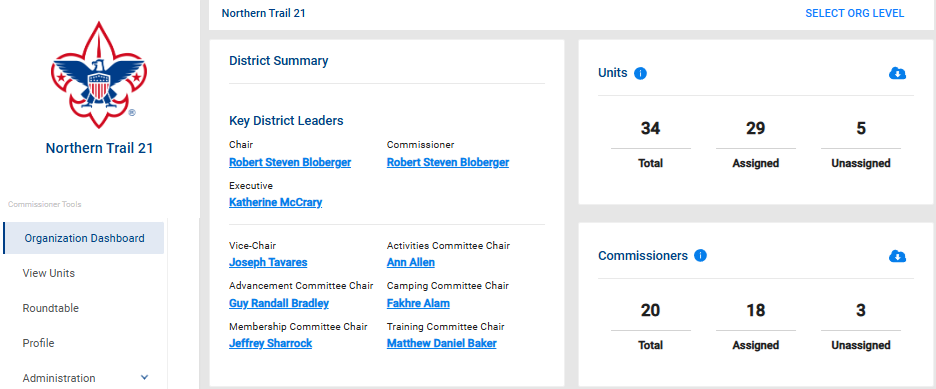 Northern Trail 21
SELECT ORG LEVEL
®
Northern Trail 21
Commissioner Tools
Organization Dashboard
View Units
Roundtable
Profile
Administration
District Summary
Key District Leaders
Chair
Robert Steven Bloberger
Commissioner
Robert Steven Bloberger
Executive
Katherine McCrary
Vice-Chair
Joseph Tavares
Activities Committee Chair
Ann Allen
Advancement Committee Chair
Guy Randall Bradley
Camping Committee Chair
Fakhre Alam
Membership Committee Chair
Jeffrey Sharrock
Training Committee Chair
Matthew Daniel Baker
Units i
34 29 5
Total Assigned Unassigned
Commissioners i
20 18 3
Total Assigned Unassigned